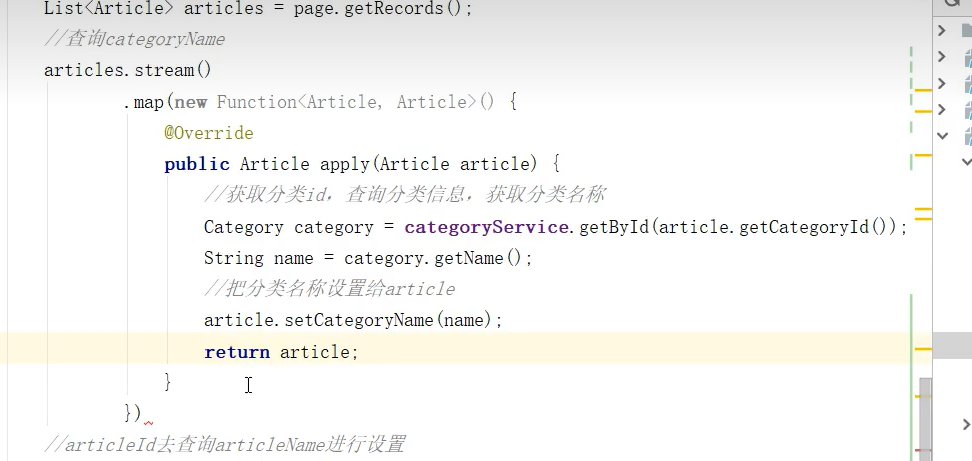 List<Article> articles = page.getRecords();
//查询categoryName
articles.stream()
.map(new Function<Article, Article>() {
@Override
public Article apply(Article article) {
//获取分类id，查询分类信息，获取分类名称
Category category = categoryService.getById(article.getCategoryId());
String name = category.getName();
//把分类名称设置给article
article.setCategoryName(name);
return article;
}
})
//articleId去查询articleName进行设置